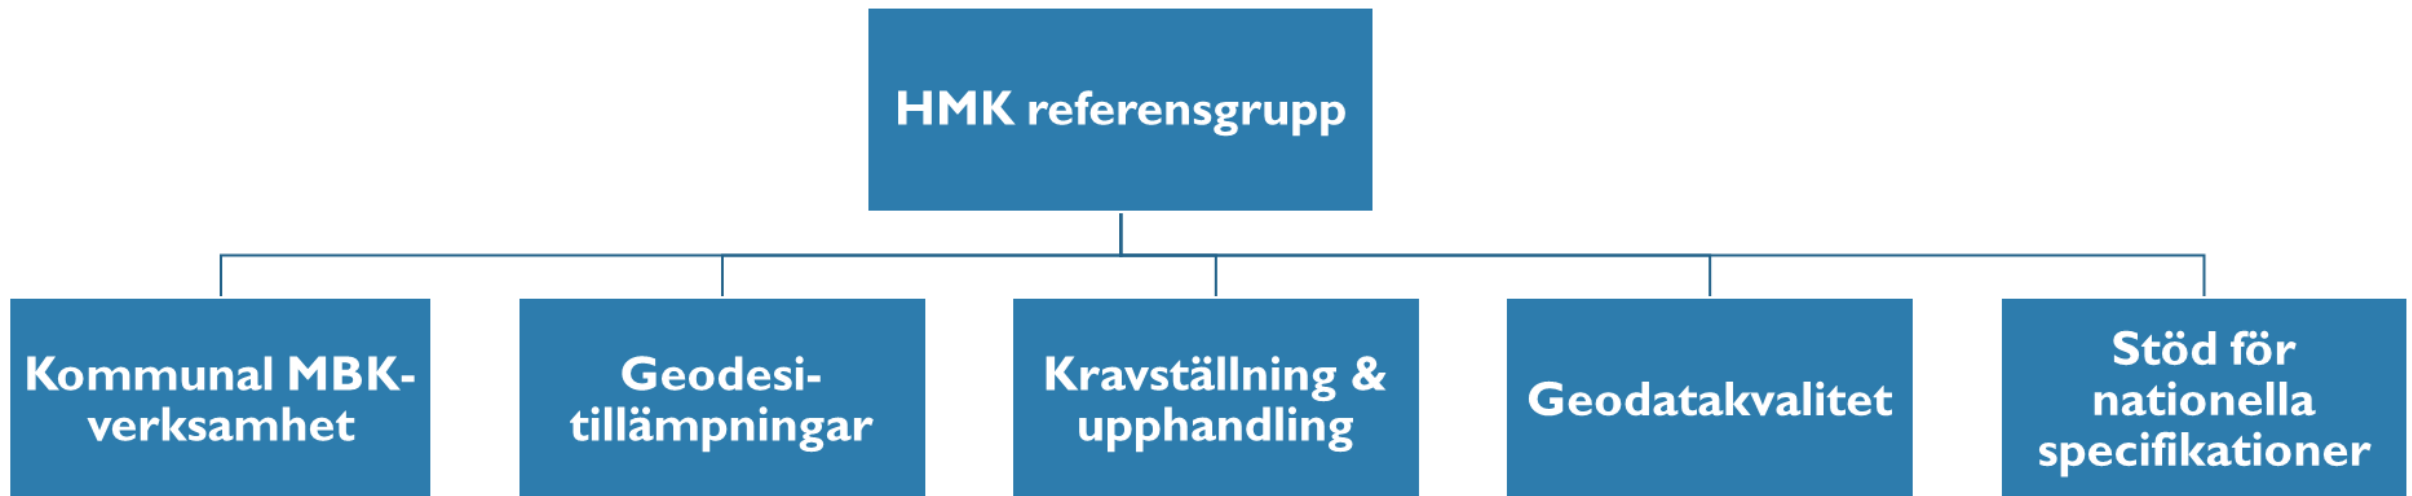 HMK referensgrupp
Kommunal MBK-
verksamhet
Geodesi-
tillämpningar
Kravställning &
upphandling
Geodatakvalitet
Stöd för
nationella
specifikationer